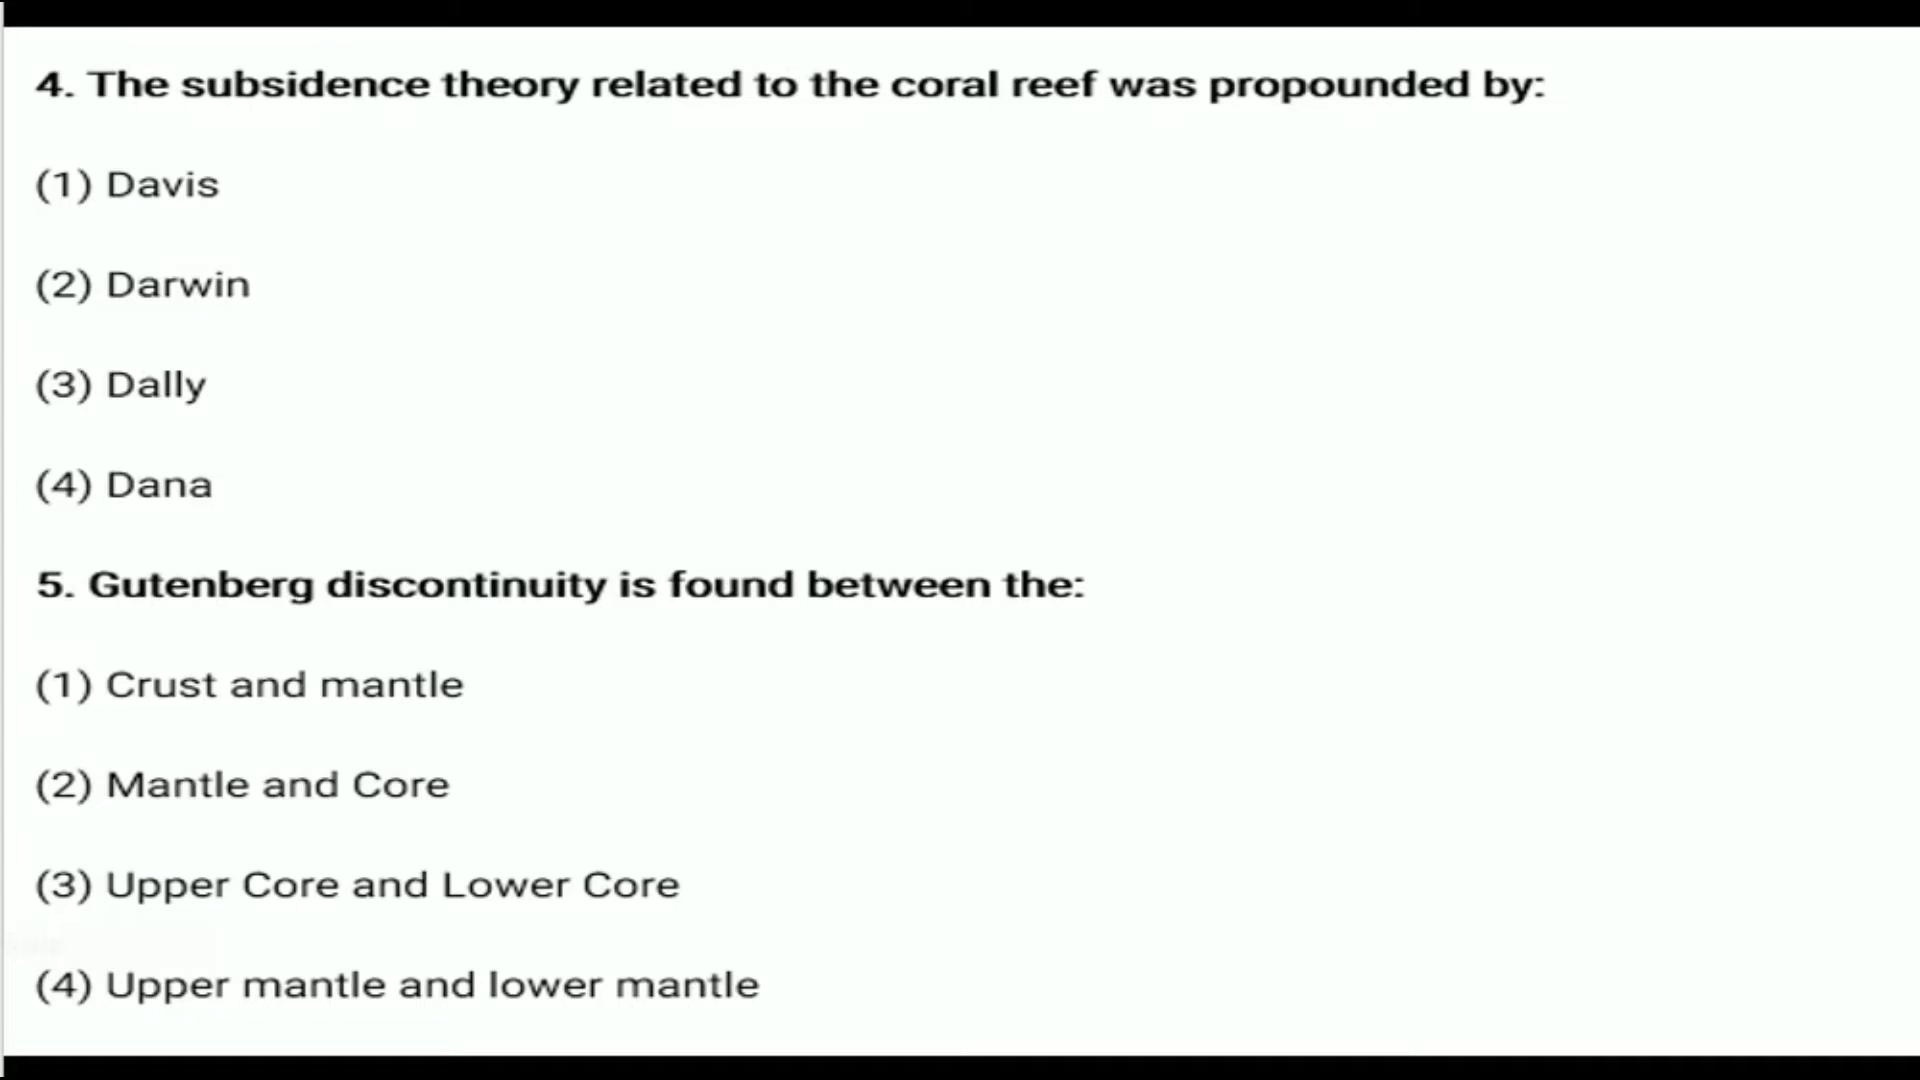 4. The subsidence theory related to the coral reef was propounded by:
(1) Davis
(2) Darwin
(3) Dally
(4) Dana
5. Gutenberg discontinuity is found between the:
(1) Crust and mantle
(2) Mantle and Core
(3) Upper Core and Lower Core
(4) Upper mantle and lower mantle